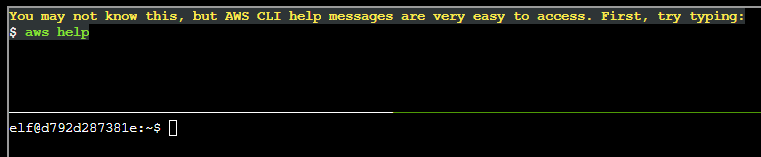 You may not know this, but AWS CLI help messages are very easy to access. First, try typing:
$ aws help
elf@d792d287381e:~$